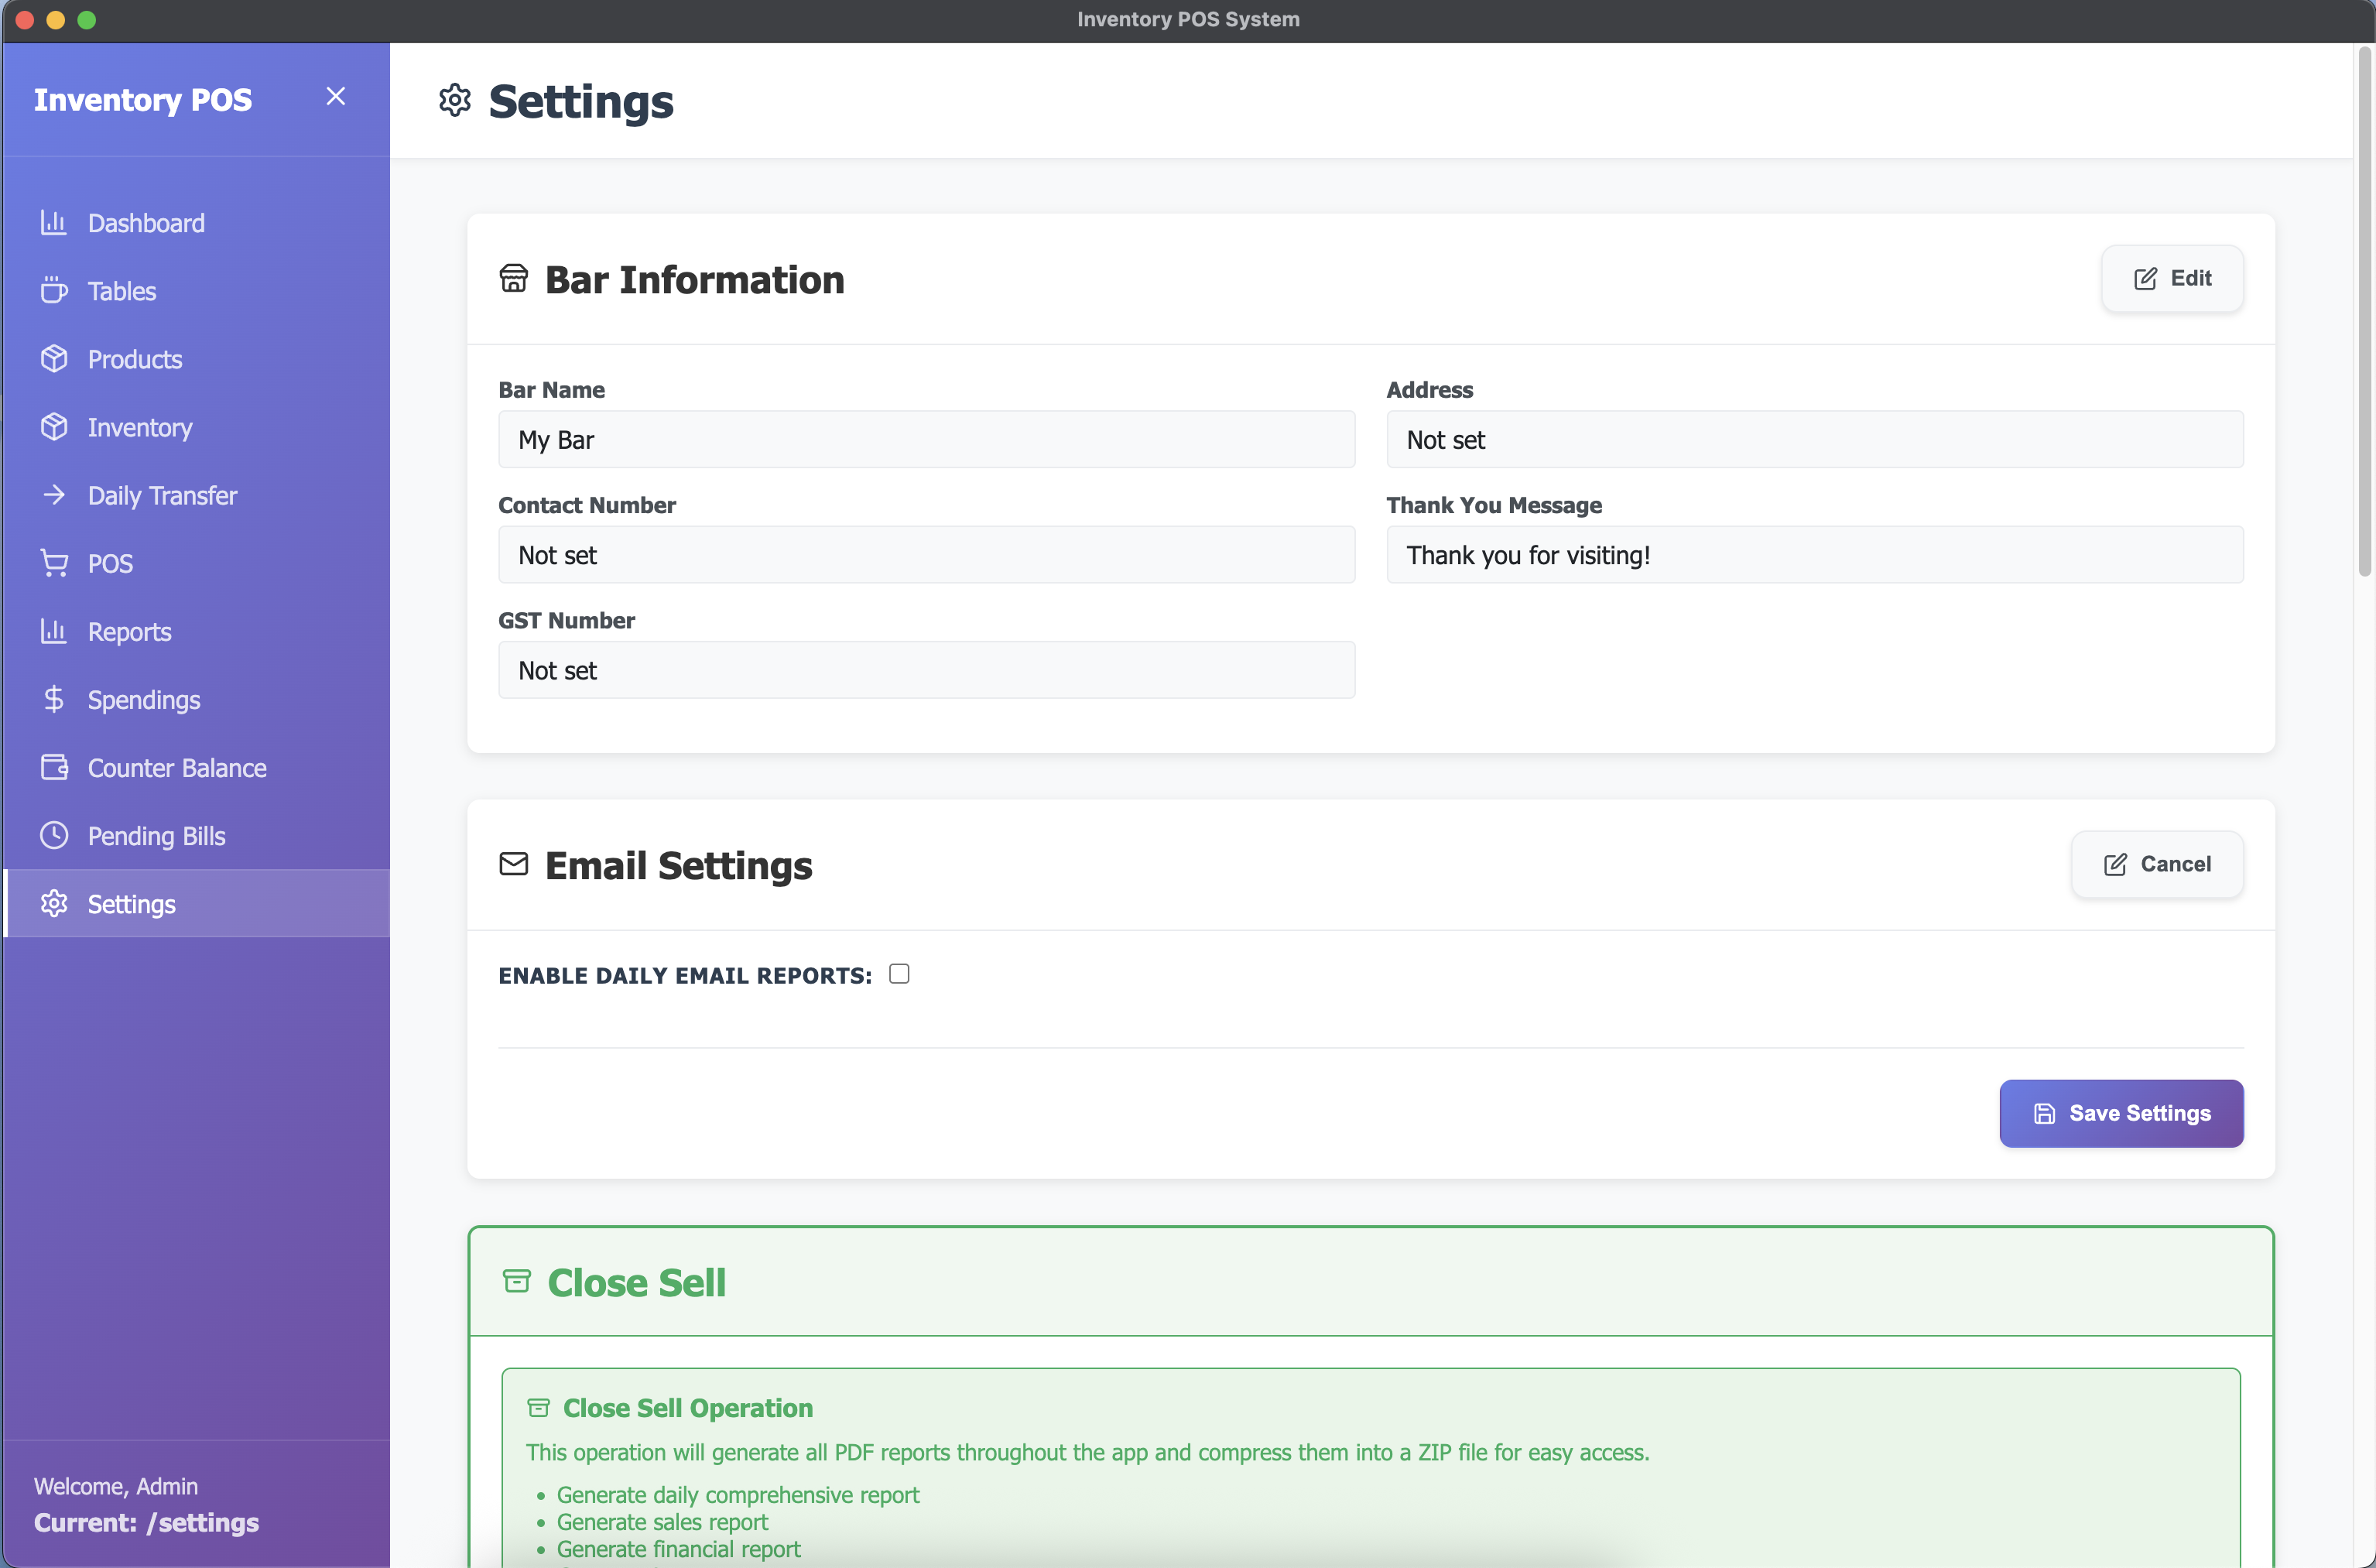 Inventory POS System
Inventory POS
Dashboard
Tables
Products
Inventory
Daily Transfer
POS
Reports
Spendings
Counter Balance
Pending Bills
Settings
Welcome, Admin
Current: /settings
Settings
Bar Information
Edit
Bar Name
My Bar
Address
Not set
Contact Number
Not set
Thank You Message
Thank you for visiting!
GST Number
Not set
Email Settings
Cancel
ENABLE DAILY EMAIL REPORTS:
Save Settings
Close Sell
Close Sell Operation
This operation will generate all PDF reports throughout the app and compress them into a ZIP file for easy access.
• Generate daily comprehensive report
• Generate sales report
• Generate financial report